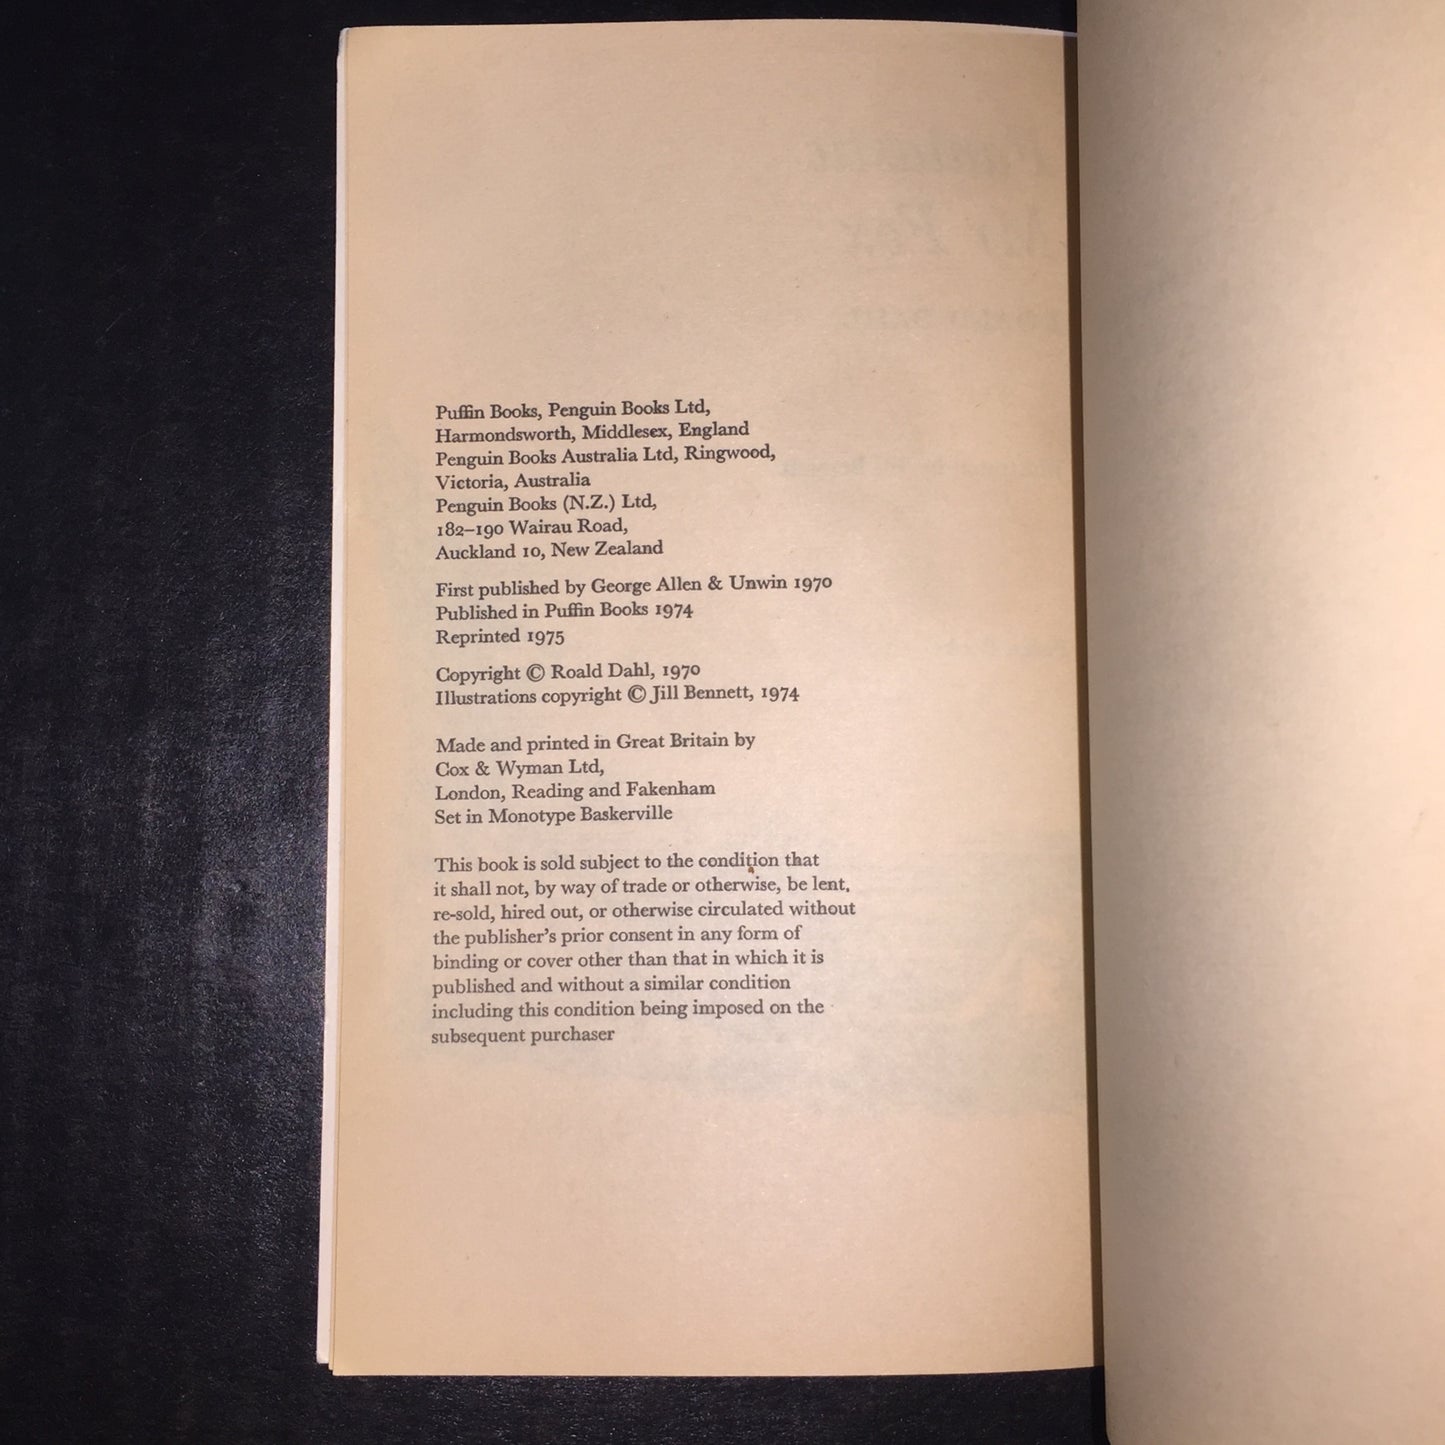 Puffin Books, Penguin Books Ltd,
Harmondsworth, Middlesex, England
Penguin Books Australia Ltd, Ringwood,
Victoria, Australia
Penguin Books (N.Z.) Ltd,
182–190 Wairau Road,
Auckland 10, New Zealand
First published by George Allen & Unwin 1970
Published in Puffin Books 1974
Reprinted 1975
Copyright © Roald Dahl, 1970
Illustrations copyright © Jill Bennett, 1974
Made and printed in Great Britain by
Cox & Wyman Ltd,
London, Reading and Fakenham
Set in Monotype Baskerville
This book is sold subject to the condition that
it shall not, by way of trade or otherwise, be lent,
re-sold, hired out, or otherwise circulated without
the publisher's prior consent in any form of
binding or cover other than that in which it is
published and without a similar condition
including this condition being imposed on the
subsequent purchaser